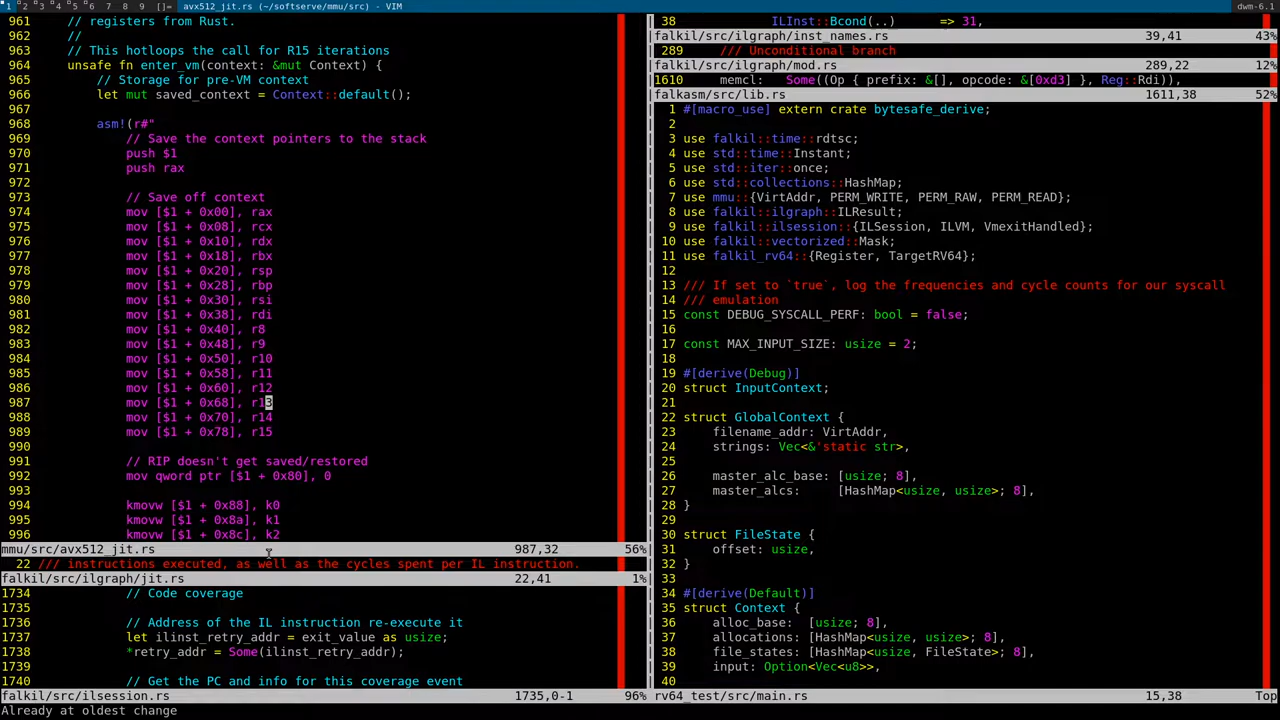 1 2 3 4 5 6 7 8 9 []= avx512_jit.rs (~/softserve/mmu/src) - VIM dwm-6.1
961 // registers from Rust.
962 //
963 // This hotloops the call for R15 iterations
964 unsafe fn enter_vm(context: &mut Context) {
965 // Storage for pre-VM context
966 let mut saved_context = Context::default();
967
968 asm!(r#"
969 // Save the context pointers to the stack
970 push $1
971 push rax
972
973 // Save off context
974 mov [$1 + 0x00], rax
975 mov [$1 + 0x08], rcx
976 mov [$1 + 0x10], rdx
977 mov [$1 + 0x18], rbx
978 mov [$1 + 0x20], rsp
979 mov [$1 + 0x28], rbp
980 mov [$1 + 0x30], rsi
981 mov [$1 + 0x38], rdi
982 mov [$1 + 0x40], r8
983 mov [$1 + 0x48], r9
984 mov [$1 + 0x50], r10
985 mov [$1 + 0x58], r11
986 mov [$1 + 0x60], r12
987 mov [$1 + 0x68], r13
988 mov [$1 + 0x70], r14
989 mov [$1 + 0x78], r15
990
991 // RIP doesn't get saved/restored
992 mov qword ptr [$1 + 0x80], 0
993
994 kmovw [$1 + 0x88], k0
995 kmovw [$1 + 0x8a], k1
996 kmovw [$1 + 0x8c], k2
mmu/src/avx512_jit.rs 987,32 56%
22 /// instructions executed, as well as the cycles spent per IL instruction.
falkil/src/ilgraph/jit.rs 22,41 1%
1734 // Code coverage
1735
1736 // Address of the IL instruction re-execute it
1737 let ilinst_retry_addr = exit_value as usize;
1738 *retry_addr = Some(ilinst_retry_addr);
1739
1740 // Get the PC and info for this coverage event
falkil/src/ilsession.rs 1735,0-1 96%
Already at oldest change
38 ILInst::Bcond(..) => 31,
falkil/src/ilgraph/inst_names.rs 39,41 43%
289 /// Unconditional branch
falkil/src/ilgraph/mod.rs 289,22 12%
1610 memcl: Some((Op { prefix: &[], opcode: &[0xd3] }, Reg::Rdi)),
falkasm/src/lib.rs 1611,38 52%
1 #[macro_use] extern crate bytesafe_derive;
2
3 use falkil::time::rdtsc;
4 use std::time::Instant;
5 use std::iter::once;
6 use std::collections::HashMap;
7 use mmu::{VirtAddr, PERM_WRITE, PERM_RAW, PERM_READ};
8 use falkil::ilgraph::ILResult;
9 use falkil::ilsession::{ILSession, ILVM, VmexitHandled};
10 use falkil::vectorized::Mask;
11 use falkil_rv64::{Register, TargetRV64};
12
13 /// If set to `true`, log the frequencies and cycle counts for our syscall
14 /// emulation
15 const DEBUG_SYSCALL_PERF: bool = false;
16
17 const MAX_INPUT_SIZE: usize = 2;
18
19 #[derive(Debug)]
20 struct InputContext;
21
22 struct GlobalContext {
23 filename_addr: VirtAddr,
24 strings: Vec<&'static str>,
25
26 master_alc_base: [usize; 8],
27 master_alcs: [HashMap<usize, usize>; 8],
28 }
29
30 struct FileState {
31 offset: usize,
32 }
33
34 #[derive(Default)]
35 struct Context {
36 alloc_base: [usize; 8],
37 allocations: [HashMap<usize, usize>; 8],
38 file_states: [HashMap<usize, FileState>; 8],
39 input: Option<Vec<u8>>,
40
rv64_test/src/main.rs 15,38 Top